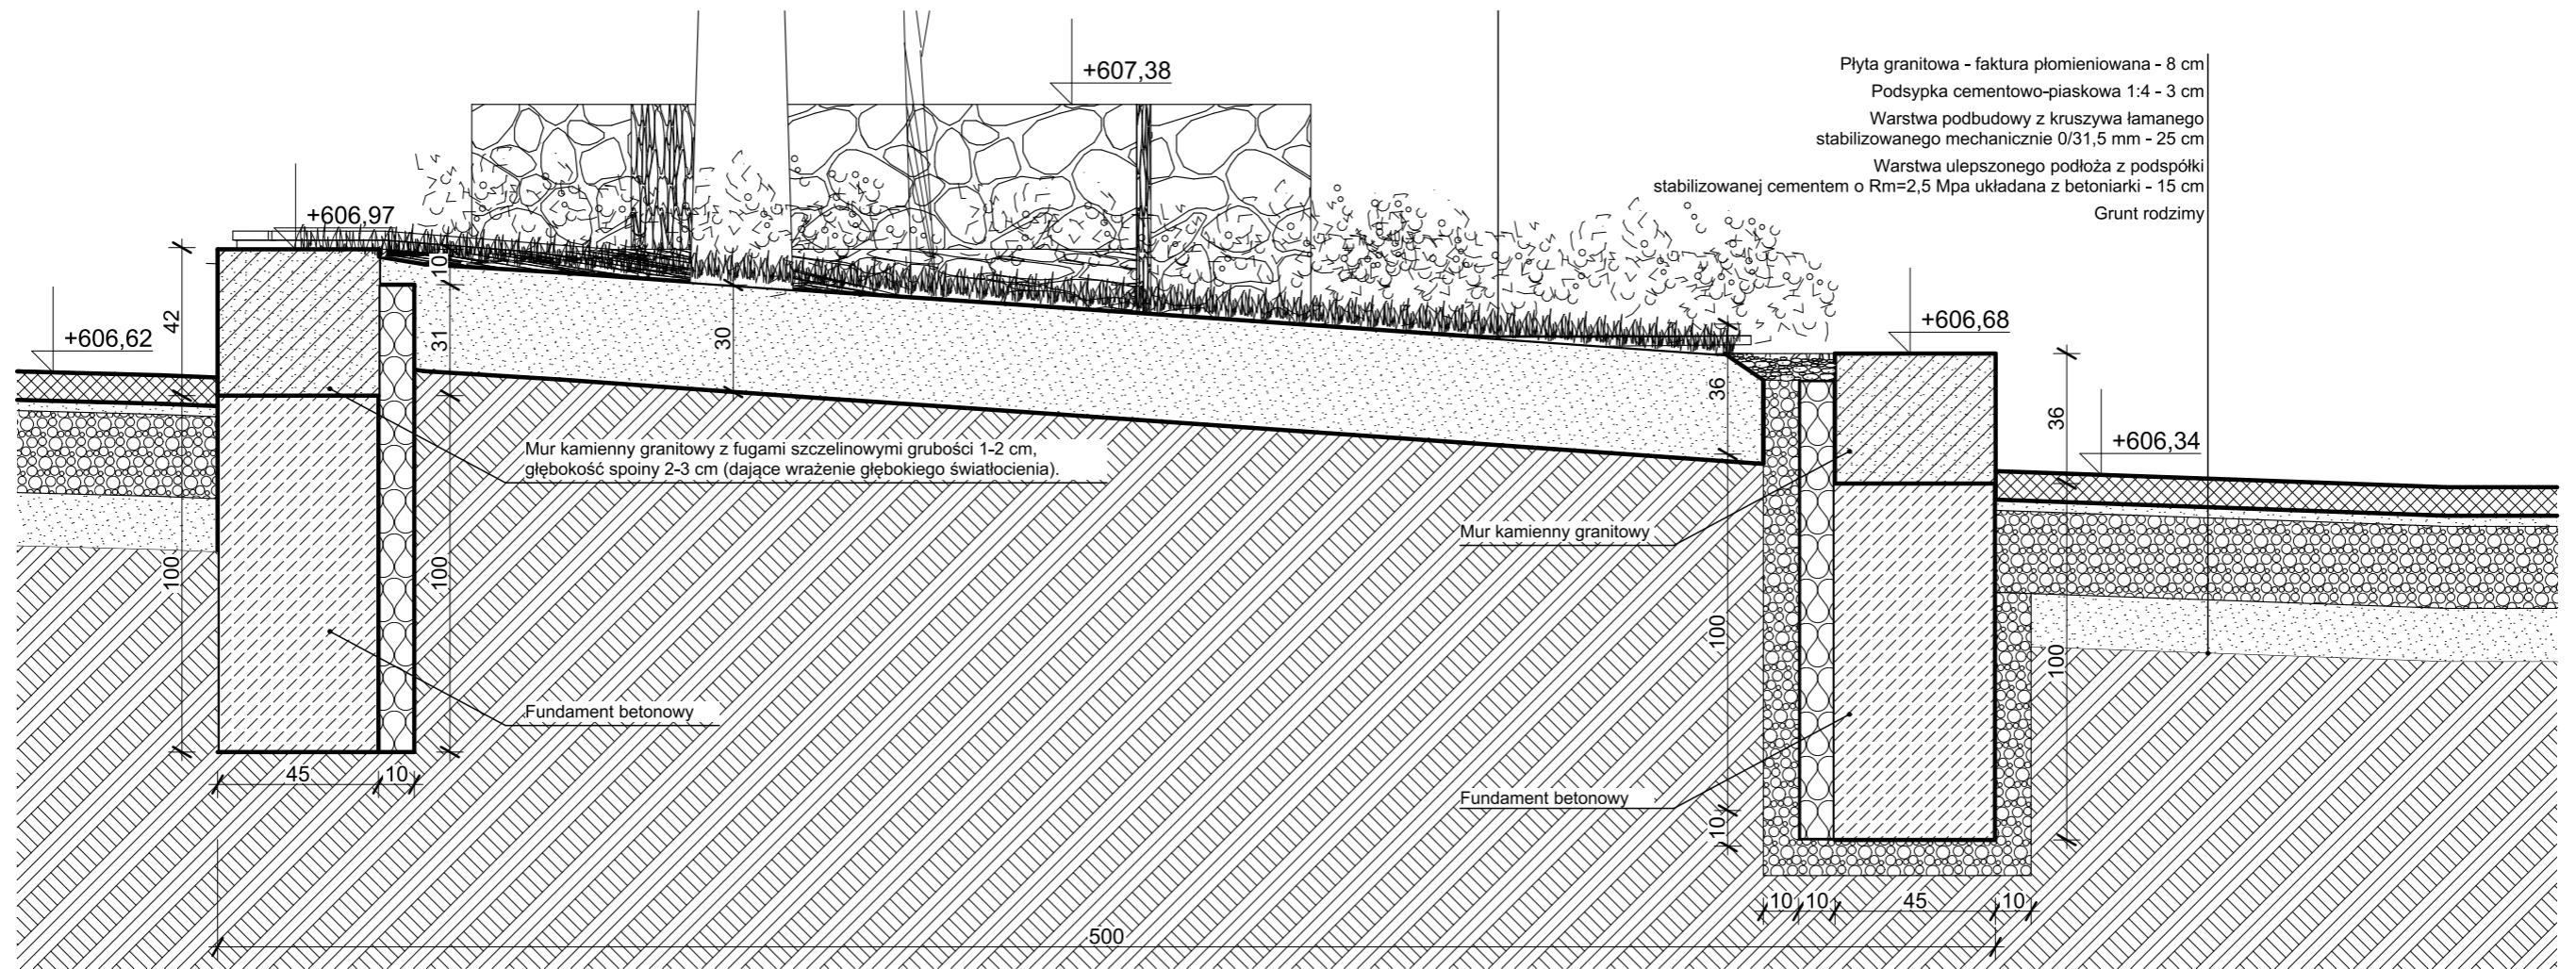 +607,38
Płyta granitowa - faktura płomieniowana - 8 cm
Podsypka cementowo-piaskowa 1:4 - 3 cm
Warstwa podbudowy z kruszywa łamanego
stabilizowanego mechanicznie 0/31,5 mm - 25 cm
Warstwa ulepszonego podłoża z podspółki
stabilizowanej cementem o Rm=2,5 Mpa układana z betoniarki - 15 cm
Grunt rodzimy
+606,97
+606,62
+606,68
+606,34
42
10
31
30
36
36
Mur kamienny granitowy z fugami szczelinowymi grubości 1-2 cm,
głębokość spoiny 2-3 cm (dające wrażenie głębokiego światłocienia).
Mur kamienny granitowy
100
100
100
100
Fundament betonowy
Fundament betonowy
10
45
10
10
10
45
10
500